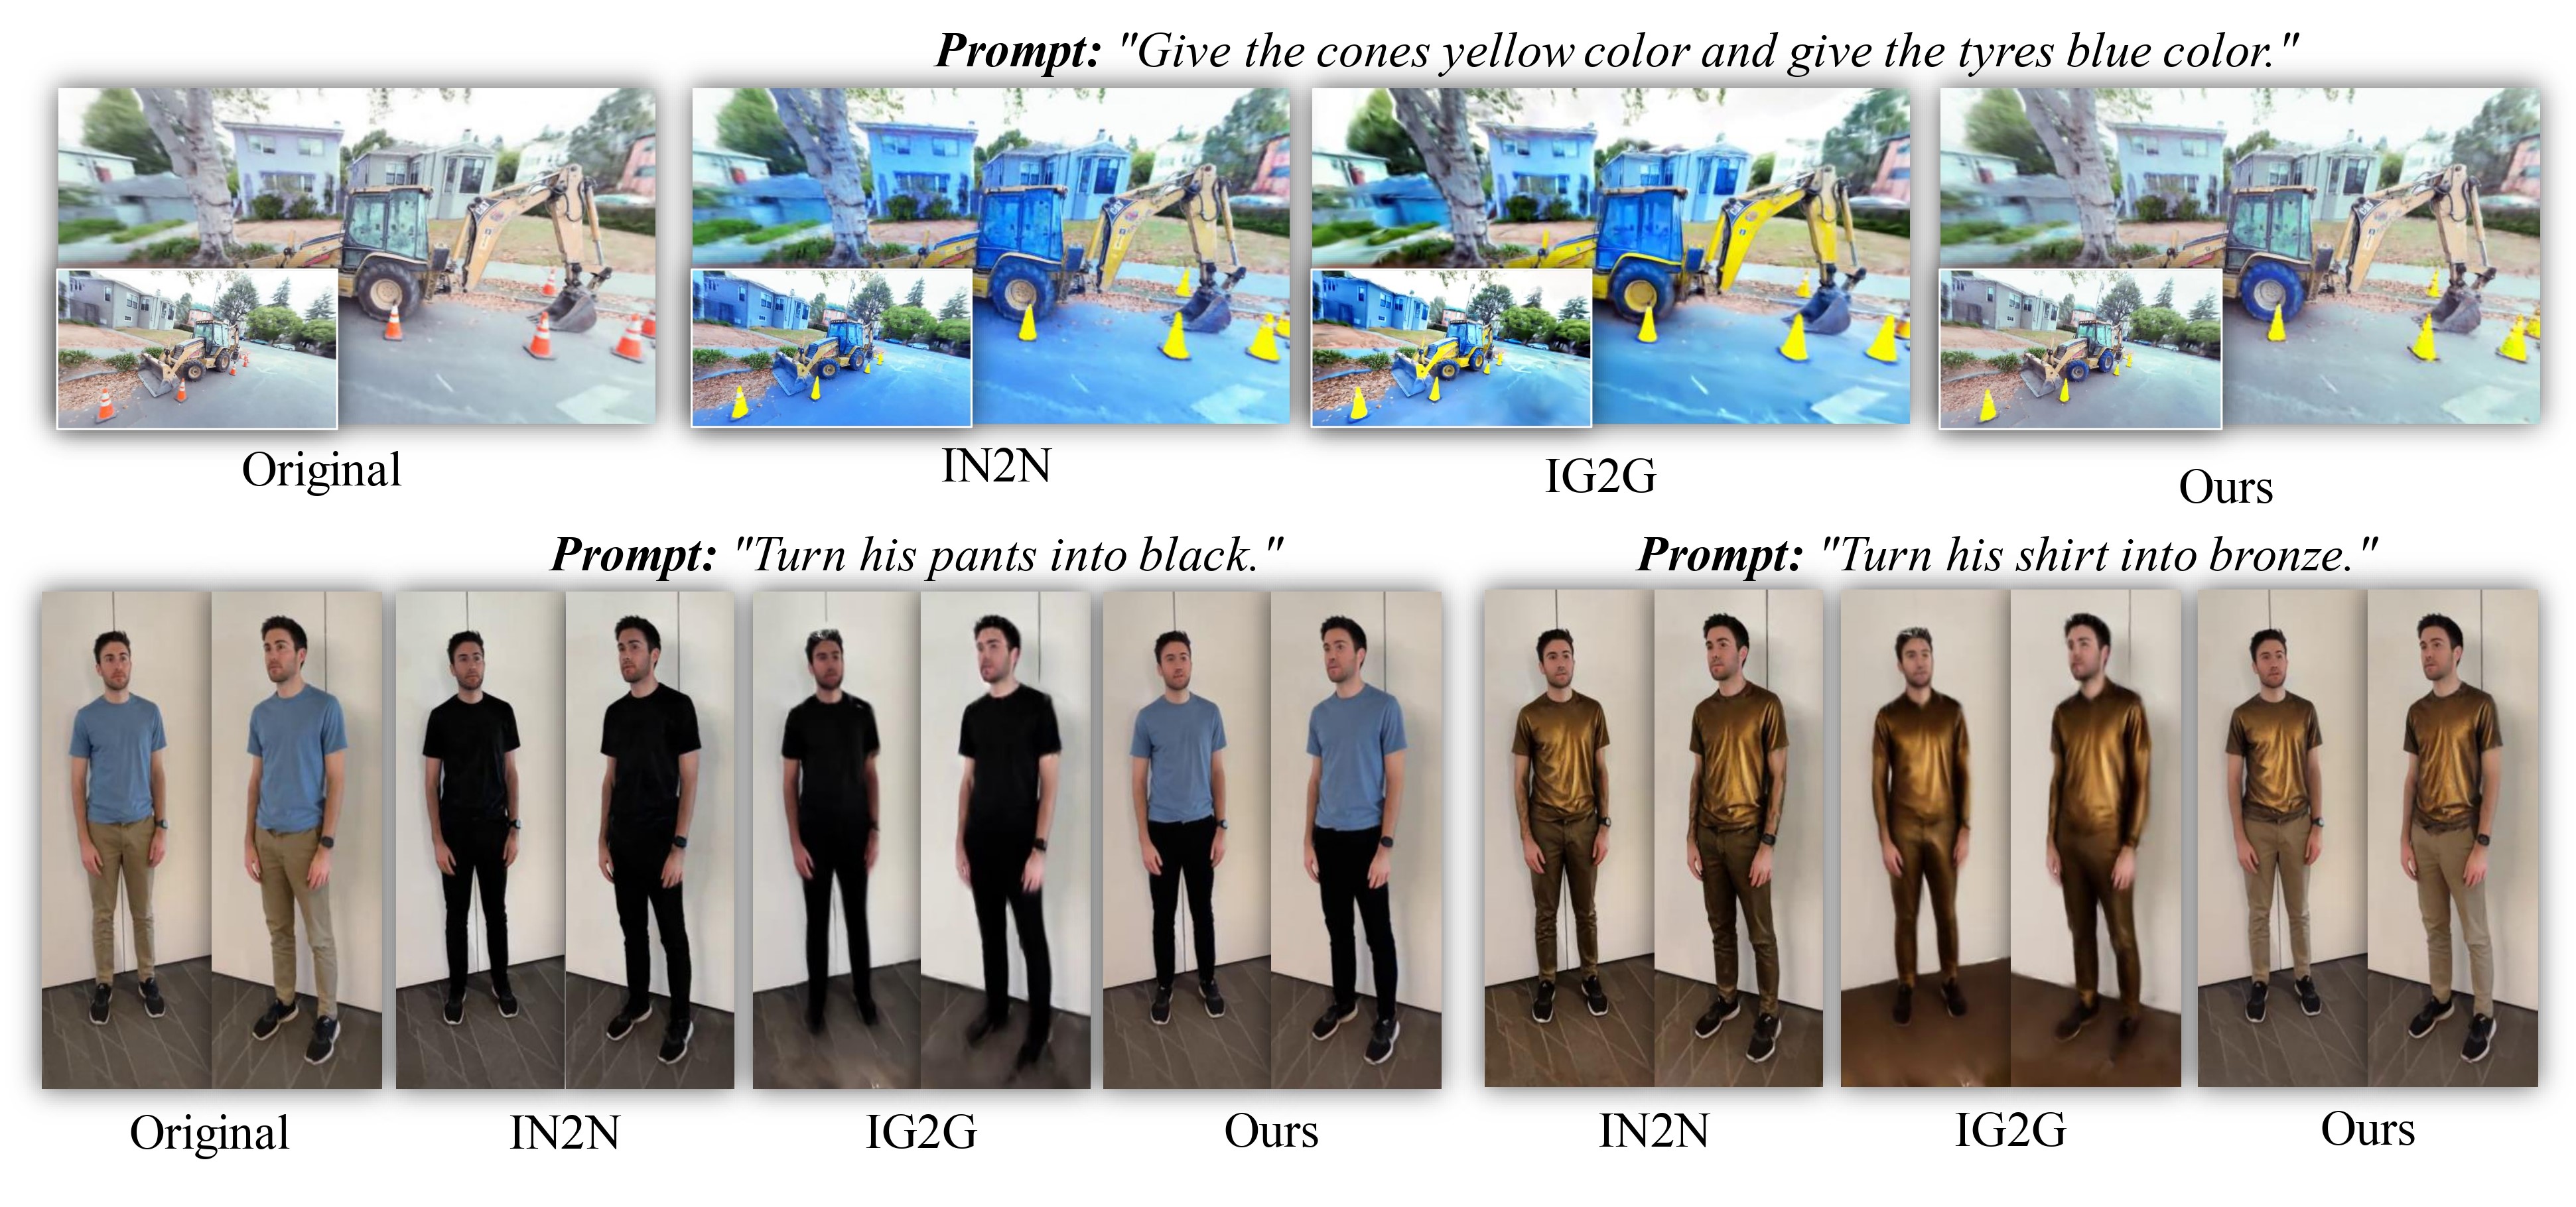 Prompt: "Give the cones yellow color and give the tyres blue color."
Original
IN2N
IG2G
Ours
Prompt: "Turn his pants into black."
Prompt: "Turn his shirt into bronze."
Original
IN2N
IG2G
Ours
IN2N
IG2G
Ours